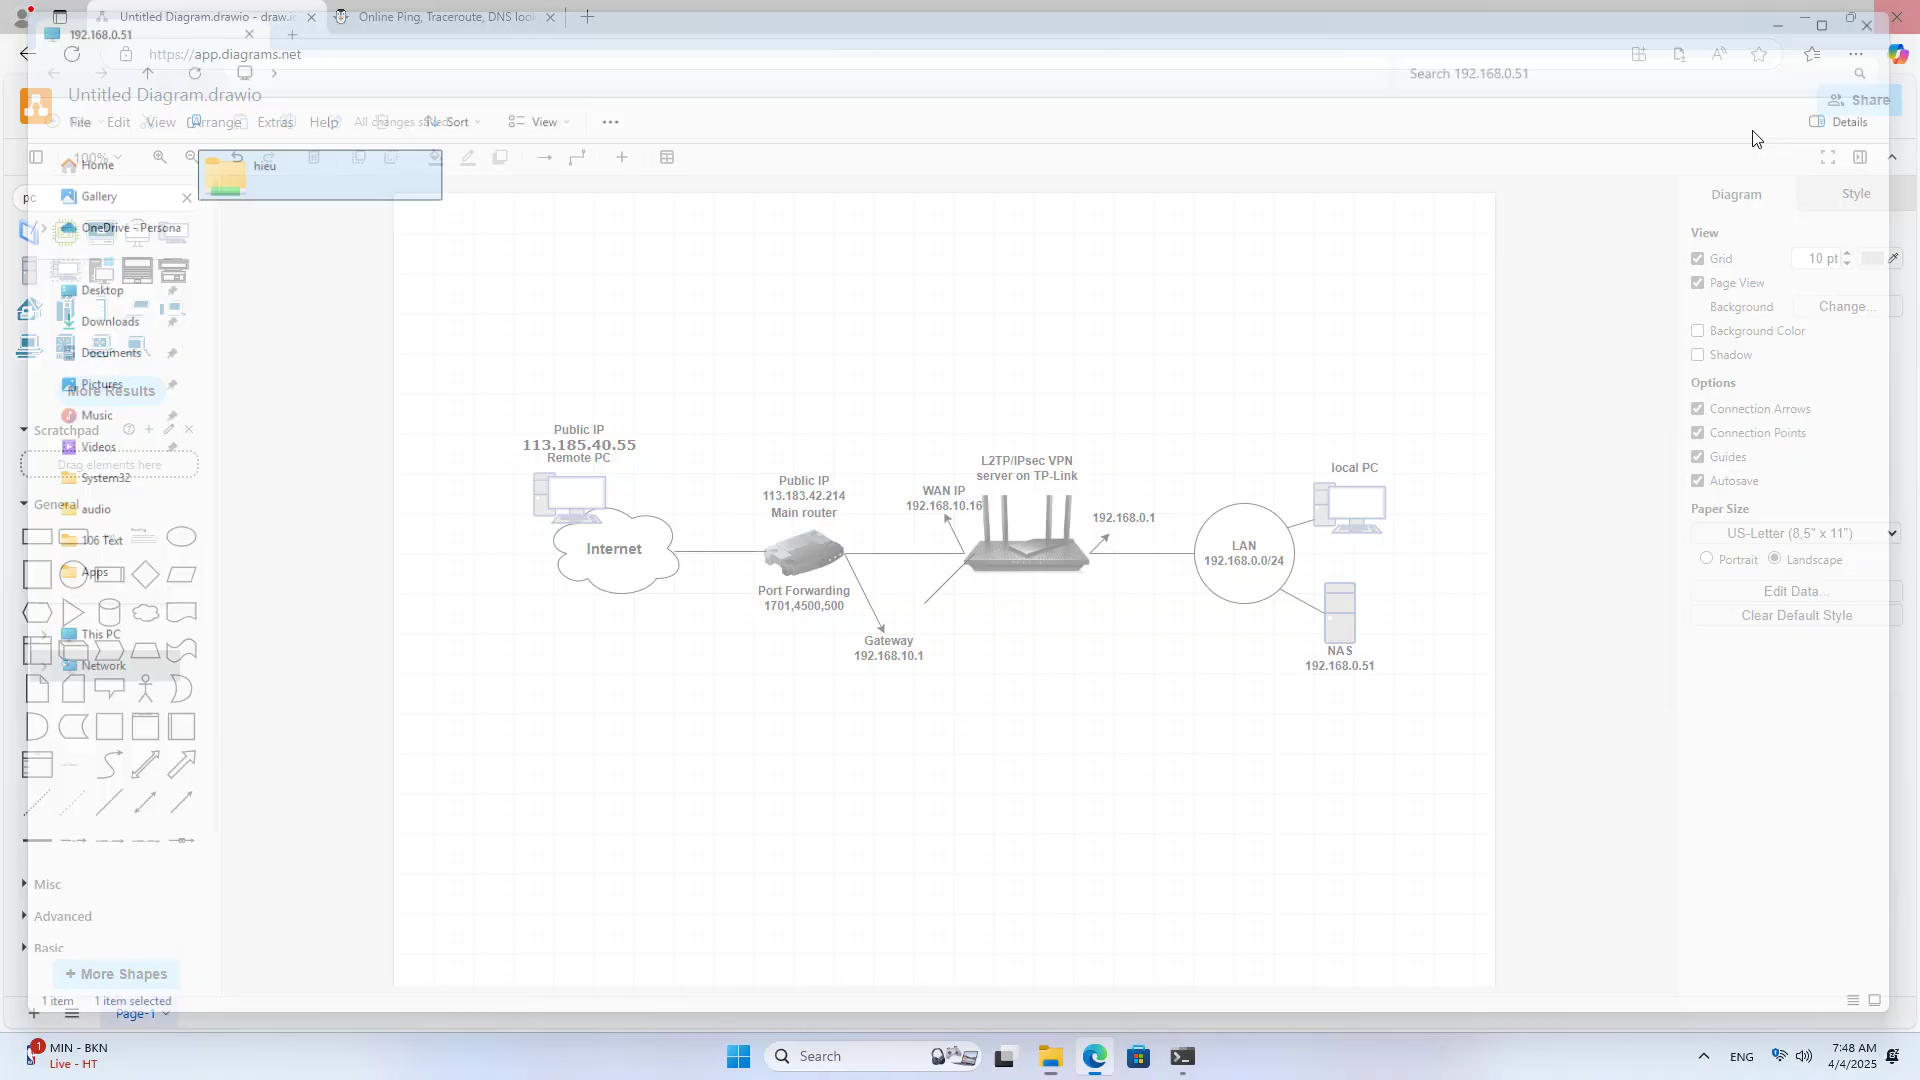 Untitled Diagram.drawio - draw.i
Online Ping, Traceroute, DNS look
192.168.0.51
https://app.diagrams.net
Search 192.168.0.51
Untitled Diagram.drawio
Share
File
Edit
View
Arrange
Extras
Help
All changes
Sort
View
Details
100%
Home
hieu
pc
Gallery
OneDrive - Persona
Desktop
Downloads
Documents
Pictures
More Results
Music
Scratchpad
Videos
Drag elements here
System32
General
audio
106 Text
Apps
This PC
Network
Misc
Advanced
Basic
+ More Shapes
1 item
1 item selected
Page-1
Public IP
113.185.40.55
Remote PC
Internet
Public IP
113.183.42.214
Main router
Port Forwarding
1701,4500,500
Gateway
192.168.10.1
WAN IP
192.168.10.16
L2TP/IPsec VPN
server on TP-Link
192.168.0.1
LAN
192.168.0.0/24
local PC
NAS
192.168.0.51
Diagram
Style
View
Grid
10 pt
Page View
Background
Change...
Background Color
Shadow
Options
Connection Arrows
Connection Points
Guides
Autosave
Paper Size
US-Letter (8,5" x 11")
Portrait
Landscape
Edit Data...
Clear Default Style
1
MIN - BKN
Live - HT
Search
ENG
7:48 AM
4/4/2025